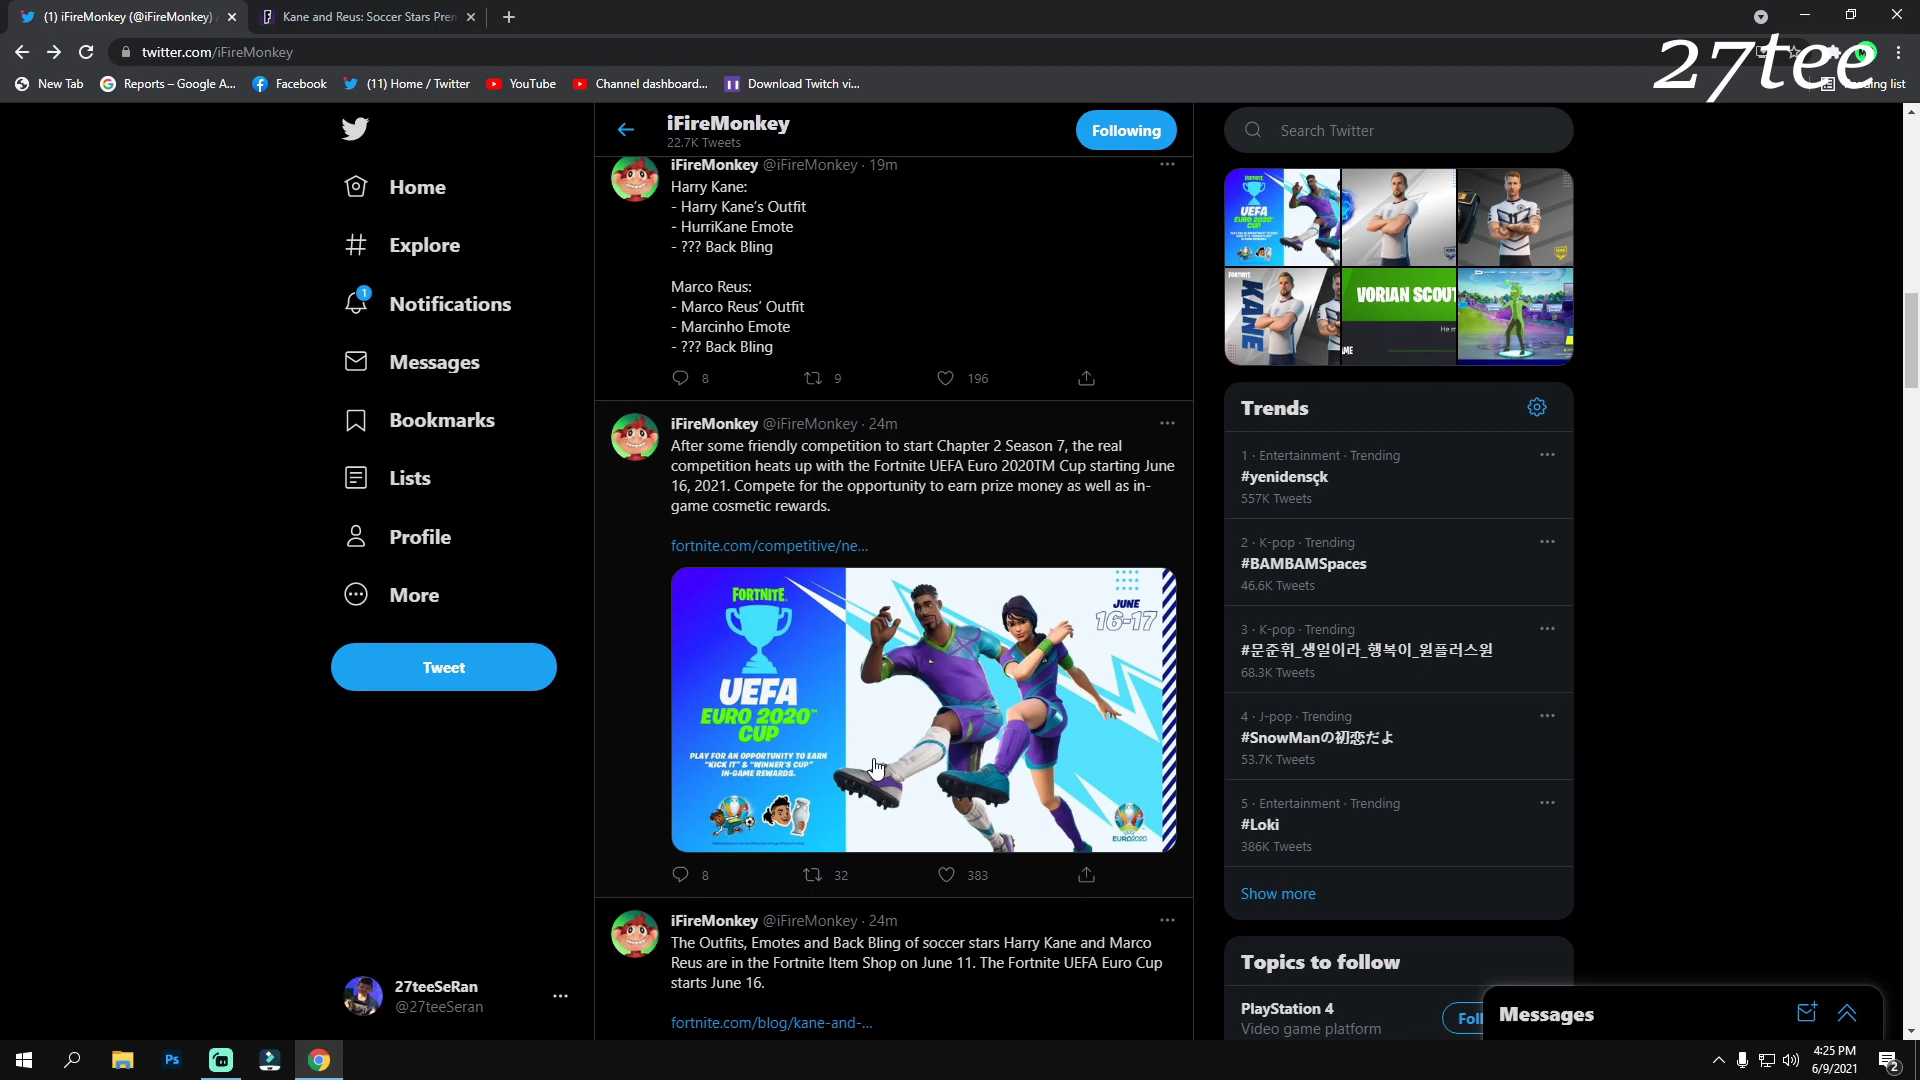 (1) iFireMonkey (@iFireMonkey)
Kane and Reus: Soccer Stars Prem
twitter.com/iFireMonkey
27tee
New Tab
Reports – Google A...
Facebook
(11) Home / Twitter
YouTube
Channel dashboard...
Download Twitch vi...
Home
Explore
1
Notifications
Messages
Bookmarks
Lists
Profile
More
Tweet
27teeSeRan
@27teeSeran
iFireMonkey
22.7K Tweets
Following
iFireMonkey @iFireMonkey · 19m
Harry Kane:
- Harry Kane's Outfit
- HurriKane Emote
- ??? Back Bling
Marco Reus:
- Marco Reus' Outfit
- Marcinho Emote
- ??? Back Bling
8 9 196
iFireMonkey @iFireMonkey · 24m
After some friendly competition to start Chapter 2 Season 7, the real
competition heats up with the Fortnite UEFA Euro 2020TM Cup starting June
16, 2021. Compete for the opportunity to earn prize money as well as in-
game cosmetic rewards.
fortnite.com/competitive/ne...
FORTNITE
UEFA
EURO 2020™
CUP
PLAY FOR AN OPPORTUNITY TO EARN
"KICK IT" & "WINNER'S CUP"
IN-GAME REWARDS.
JUNE
16-17
EURO2020
8 32 383
iFireMonkey @iFireMonkey · 24m
The Outfits, Emotes and Back Bling of soccer stars Harry Kane and Marco
Reus are in the Fortnite Item Shop on June 11. The Fortnite UEFA Euro Cup
starts June 16.
fortnite.com/blog/kane-and-...
Search Twitter
FORTNITE
UEFA
EURO 2020
CUP
FORTNITE
KANE
VORIAN SCOUT
Trends
1 · Entertainment · Trending
#yenidensçk
557K Tweets
2 · K-pop · Trending
#BAMBAMSpaces
46.6K Tweets
3 · K-pop · Trending
#문준휘_생일이라_행복이_원플러스원
68.3K Tweets
4 · J-pop · Trending
#SnowManの初恋だよ
53.7K Tweets
5 · Entertainment · Trending
#Loki
386K Tweets
Show more
Topics to follow
PlayStation 4
Video game platform
Foll
Messages
Ps
4:25 PM
6/9/2021
2